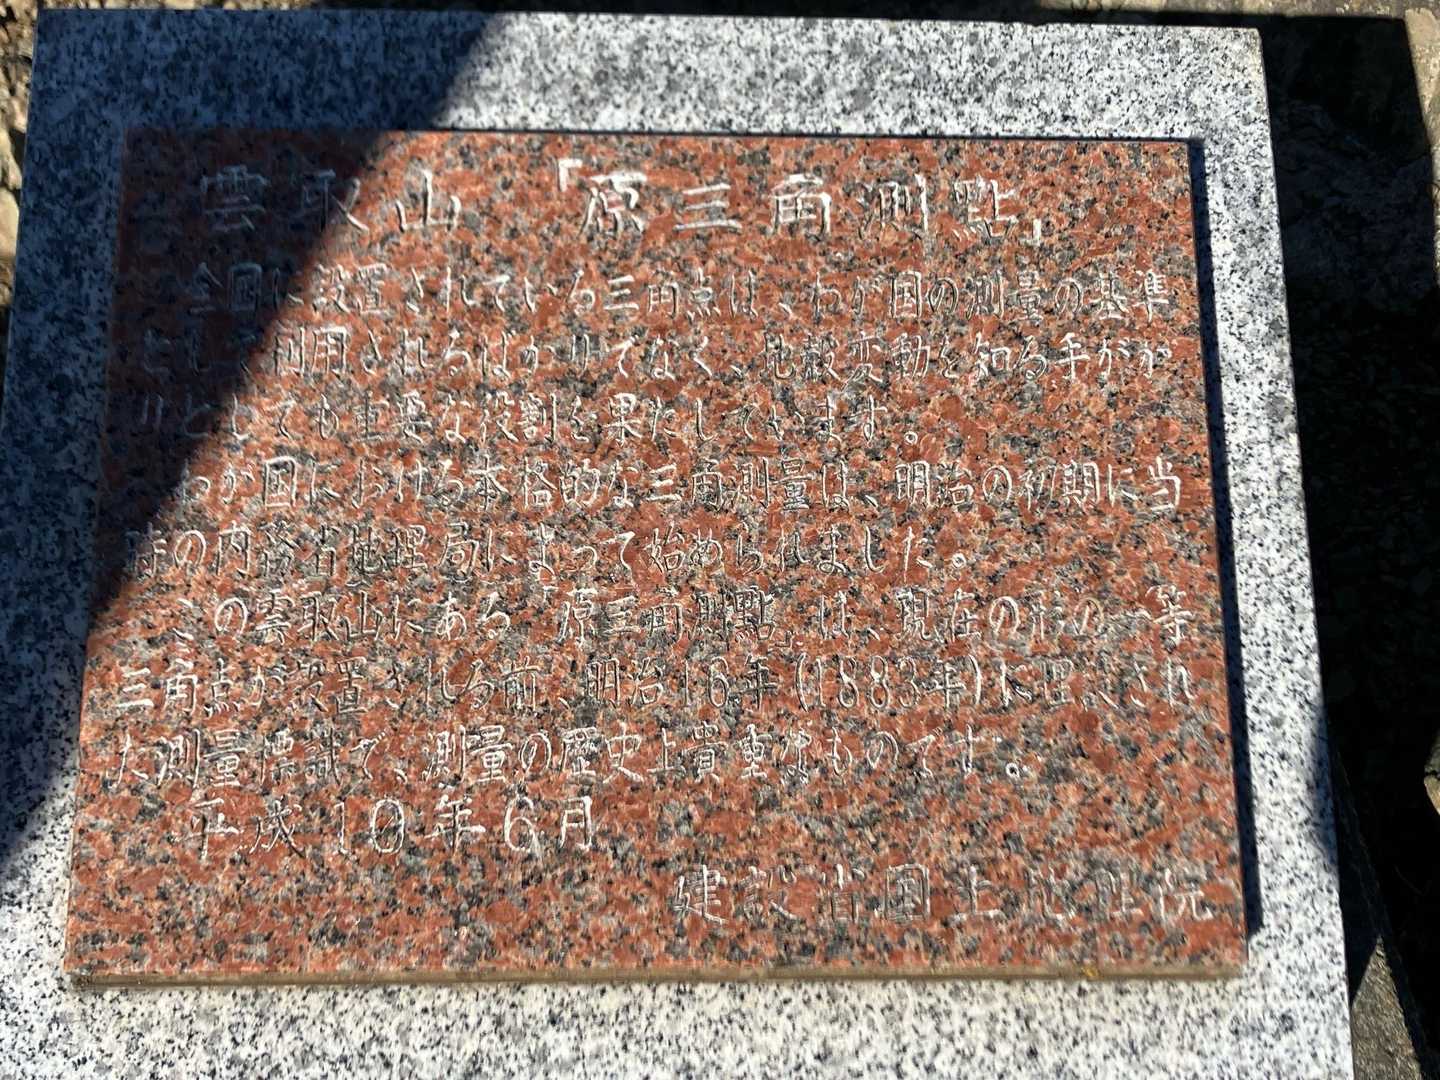 雲取山「原三角測點」
全国に設置されている三角点は、わが国の測量の基準
として利用されるばかりでなく、地殻変動を知る手がか
りとしても重要な役割を果たしています。
わが国における本格的な三角測量は、明治の初期に当
時の内務省地理局によって始められました。
この雲取山にある「原三角測點」は、現在の形の一等
三角点が設置される前、明治16年(1883年)に埋設され
た測量標識で、測量の歴史上貴重なものです。
平成10年6月
建設省国土地理院